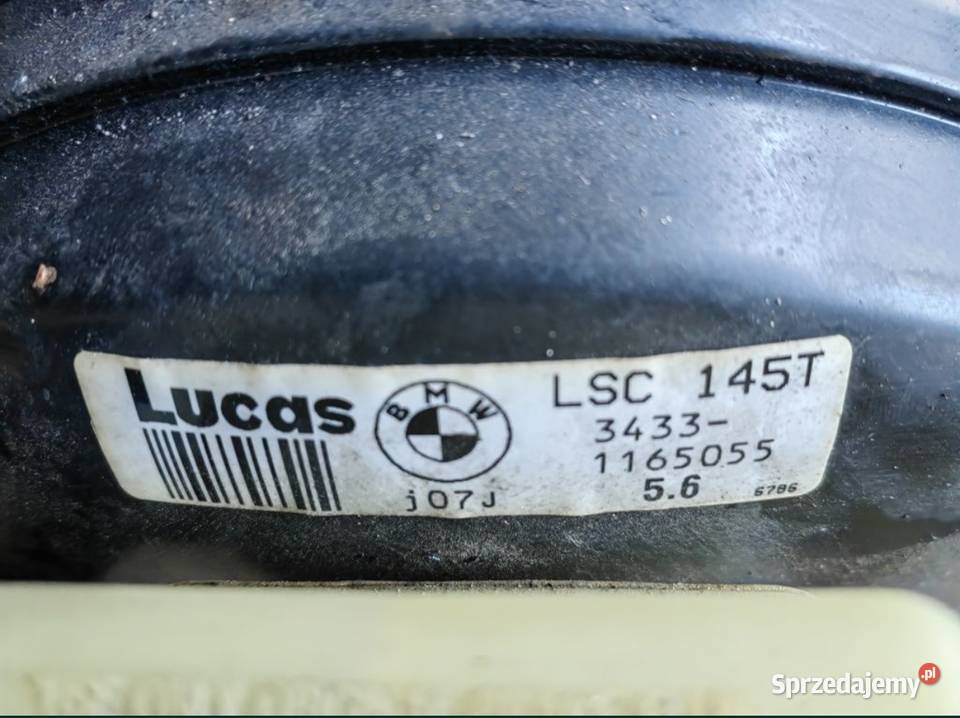 Lucas
BMW
LSC 145T
3433-
1165055
j07J
5.6
6786
Sprzedajemy.pl